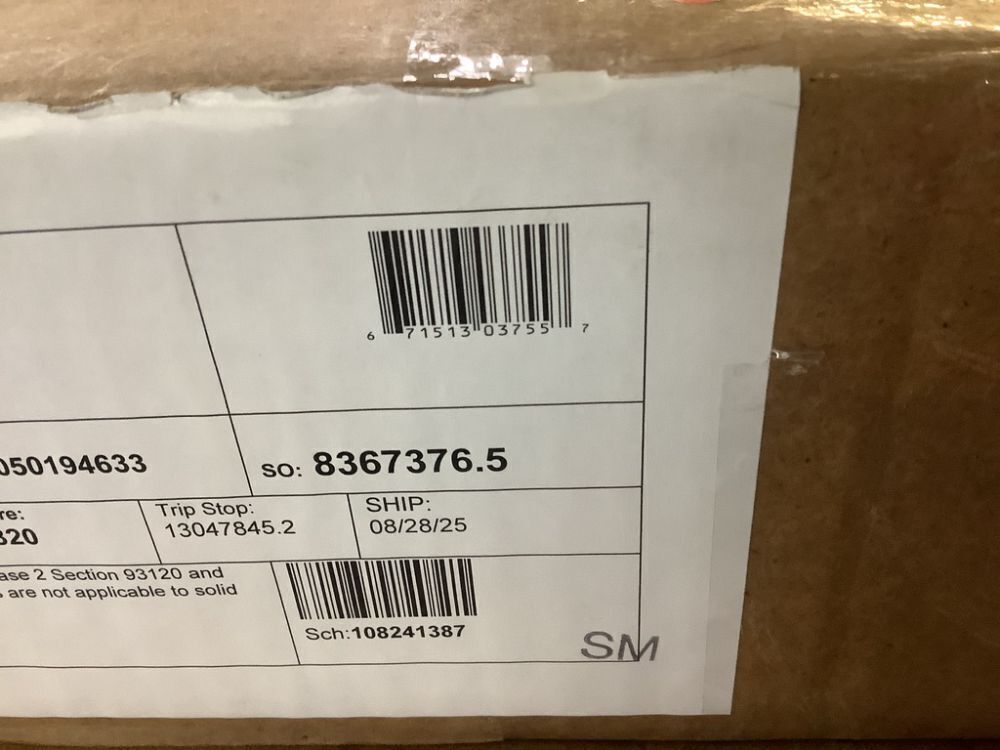 6 71513 03755 7
050194633
SO: 8367376.5
re:
320
Trip Stop:
13047845.2
SHIP:
08/28/25
ase 2 Section 93120 and
are not applicable to solid
Sch:108241387
SM